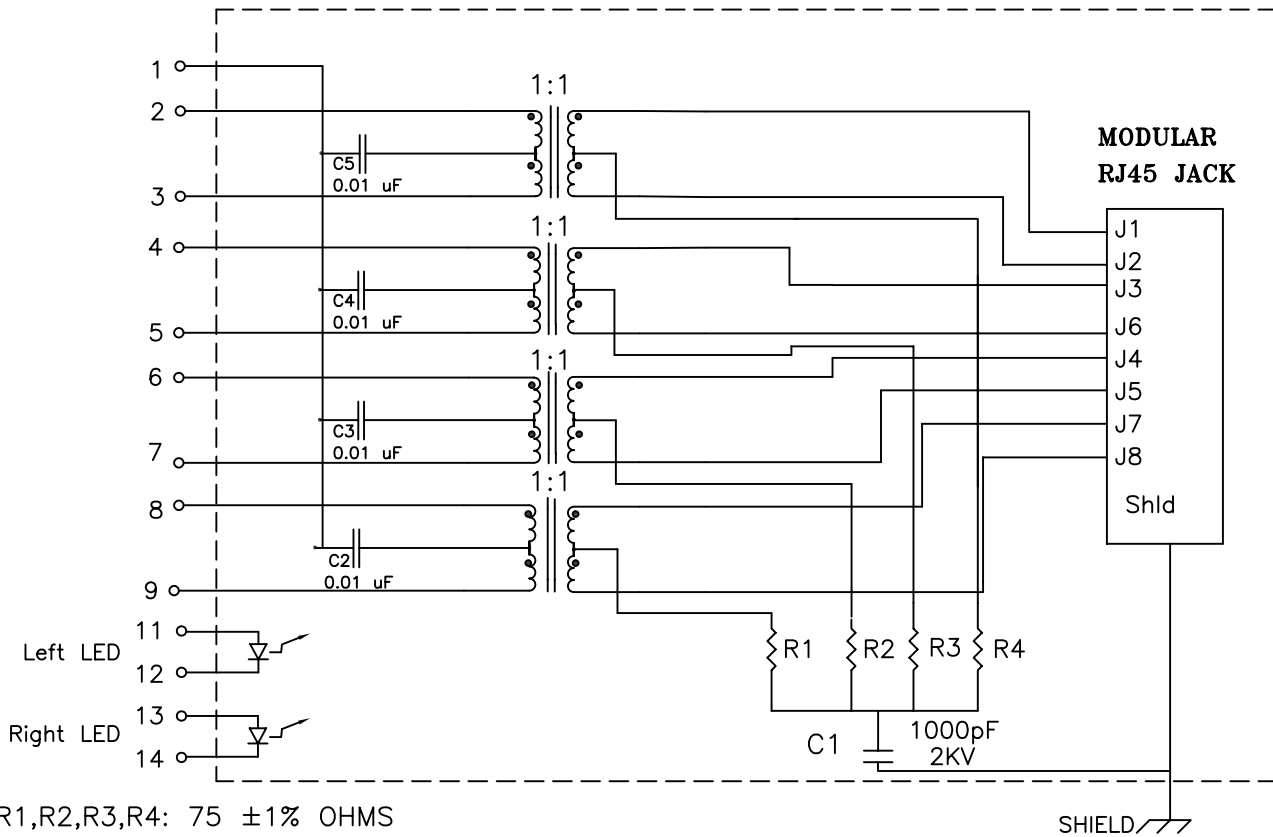 1
1:1
2
MODULAR
RJ45 JACK
C5
0.01 uF
3
1:1
J1
4
J2
J3
C4
0.01 uF
J6
5
1:1
J4
6
J5
C3
J7
0.01 uF
7
J8
1:1
8
Shld
C2
0.01 uF
9
11
Left LED
R1 R2 R3 R4
12
13
Right LED
1000pF
C1
2KV
14
R1,R2,R3,R4: 75 ±1% OHMS
SHIELD